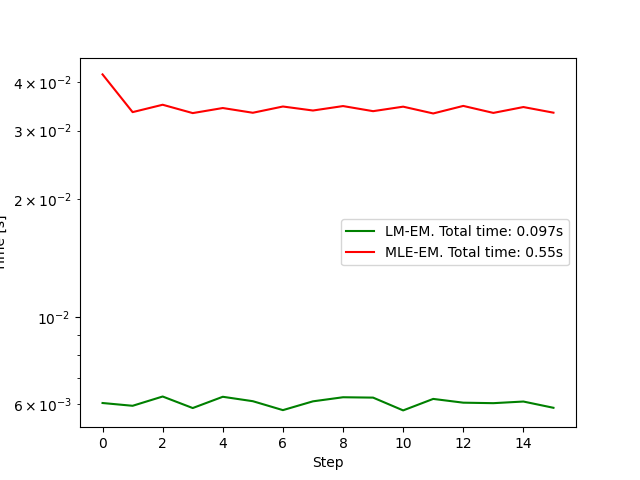 4 × 10⁻²
3 × 10⁻²
2 × 10⁻²
10⁻²
6 × 10⁻³
LM-EM. Total time: 0.097s
MLE-EM. Total time: 0.55s
0 2 4 6 8 10 12 14
Step